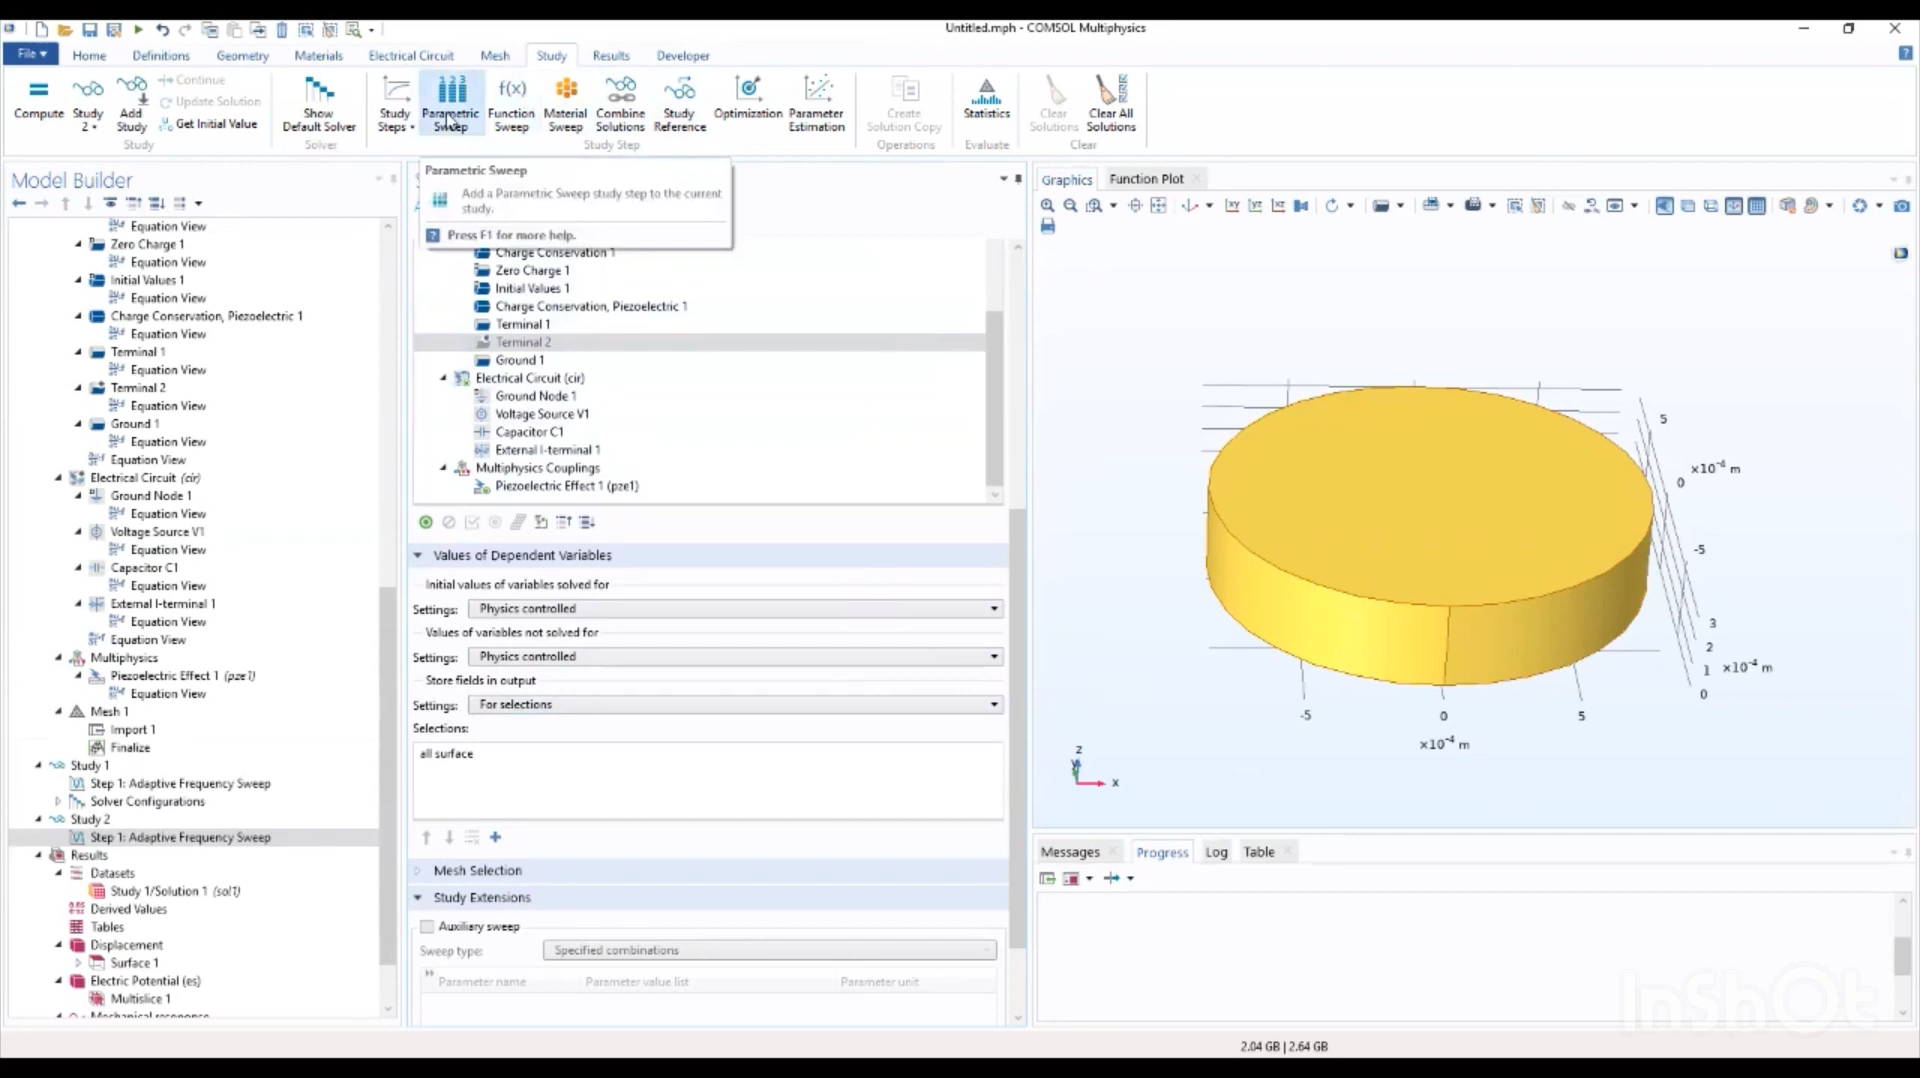 Untitled.mph - COMSOL Multiphysics
File Home Definitions Geometry Materials Electrical Circuit Mesh Study Results Developer
Compute
Study 2
Add Study
Continue
Update Solution
Get Initial Value
Study
Show Default Solver
Solver
Study Steps
Parametric Sweep
Function Sweep
Material Sweep
Combine Solutions
Study Reference
Optimization
Parameter Estimation
Study Step
Create Solution Copy
Operations
Statistics
Evaluate
Clear Solutions
Clear All Solutions
Clear
Model Builder
Equation View
Zero Charge 1
Equation View
Initial Values 1
Equation View
Charge Conservation, Piezoelectric 1
Equation View
Terminal 1
Equation View
Terminal 2
Equation View
Ground 1
Equation View
Equation View
Electrical Circuit (cir)
Ground Node 1
Equation View
Voltage Source V1
Equation View
Capacitor C1
Equation View
External I-terminal 1
Equation View
Equation View
Multiphysics
Piezoelectric Effect 1 (pze1)
Equation View
Mesh 1
Import 1
Finalize
Study 1
Step 1: Adaptive Frequency Sweep
Solver Configurations
Study 2
Step 1: Adaptive Frequency Sweep
Results
Datasets
Study 1/Solution 1 (sol1)
Derived Values
Tables
Displacement
Surface 1
Electric Potential (es)
Multislice 1
Mechanical response
Parametric Sweep
Add a Parametric Sweep study step to the current
study.
Press F1 for more help.
Charge Conservation 1
Zero Charge 1
Initial Values 1
Charge Conservation, Piezoelectric 1
Terminal 1
Terminal 2
Ground 1
Electrical Circuit (cir)
Ground Node 1
Voltage Source V1
Capacitor C1
External I-terminal 1
Multiphysics Couplings
Piezoelectric Effect 1 (pze1)
Values of Dependent Variables
Initial values of variables solved for
Settings: Physics controlled
Values of variables not solved for
Settings: Physics controlled
Store fields in output
Settings: For selections
Selections:
all surface
Mesh Selection
Study Extensions
Auxiliary sweep
Sweep type: Specified combinations
Parameter name Parameter value list Parameter unit
Graphics Function Plot
5
×10⁻⁴ m
0
-5
3
2
1 ×10⁻⁴ m
0
-5 0 5
×10⁻⁴ m
z
y
x
Messages Progress Log Table
InShOt
2.04 GB | 2.64 GB